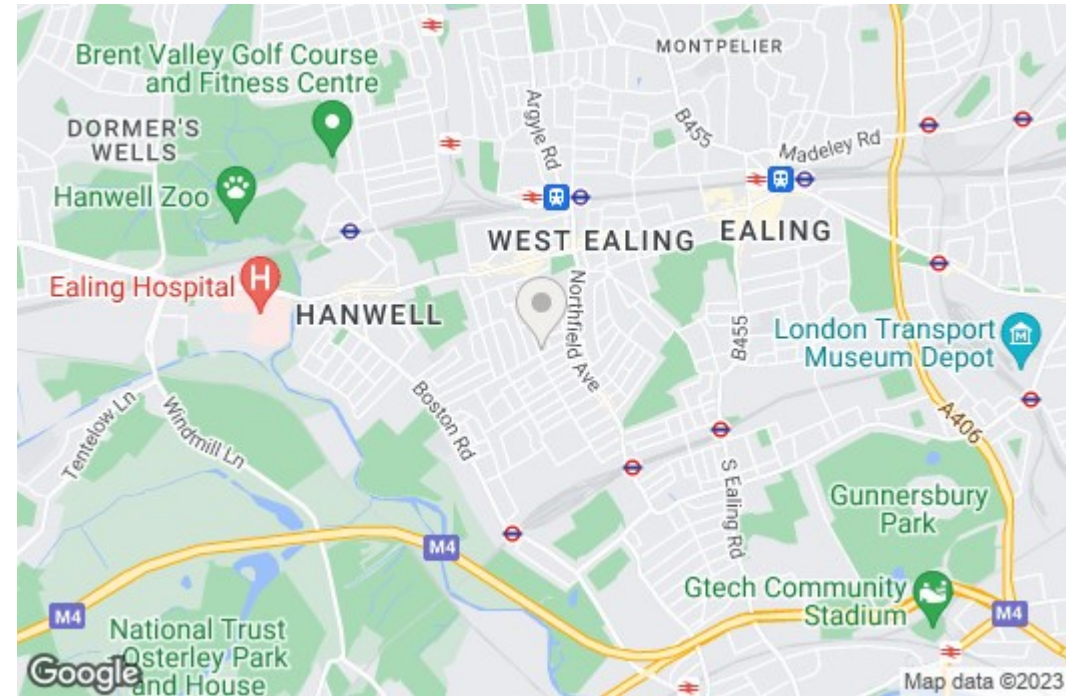 Brent Valley Golf Course
and Fitness Centre
MONTPELIER
Argyle Rd
B455
Madeley Rd
DORMER'S
WELLS
Hanwell Zoo
WEST EALING
EALING
Ealing Hospital
H
HANWELL
Northfield Ave
B455
London Transport
Museum Depot
Boston Rd
A406
Tentelow Ln
Windmill Ln
S Ealing Rd
Gunnersbury
Park
M4
Gtech Community
Stadium
M4
M4
National Trust
Osterley Park
and House
Google
Map data ©2023